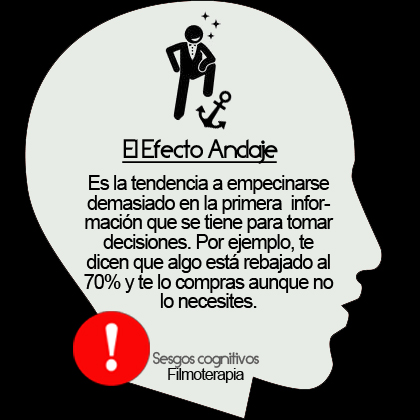 El Efecto Andaje
Es la tendencia a empecinarse
demasiado en la primera infor-
mación que se tiene para tomar
decisiones. Por ejemplo, te
dicen que algo está rebajado al
70% y te lo compras aunque no
lo necesites.
!
Sesgos cognitivos
Filmoterapia